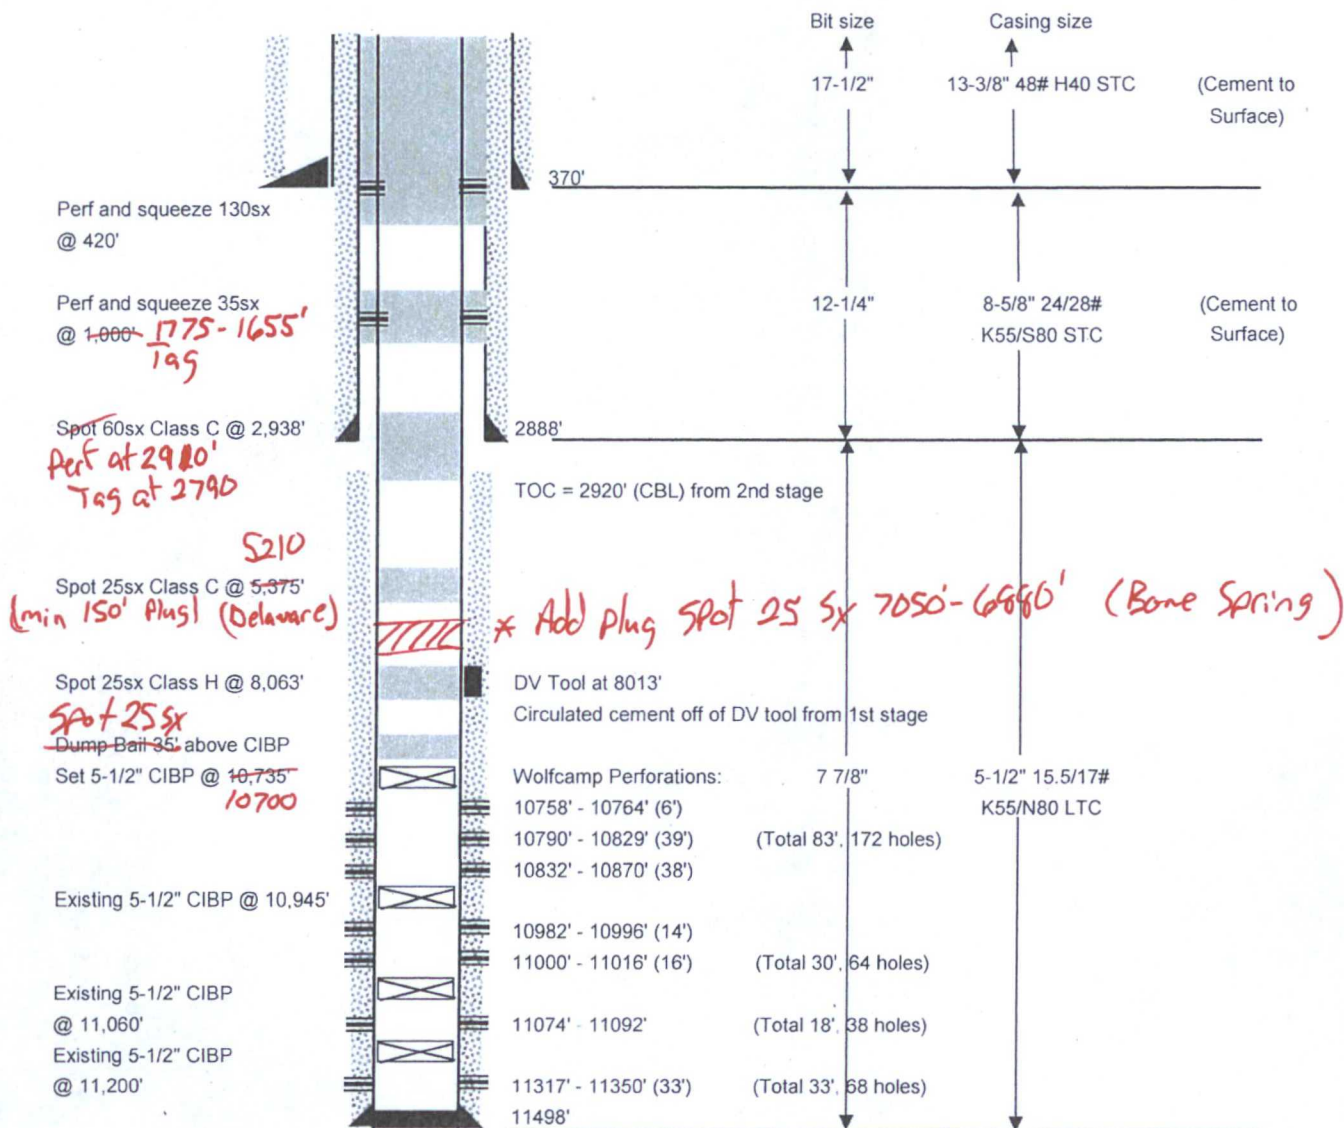 Bit size Casing size
17-1/2" 13-3/8" 48# H40 STC (Cement to
Surface)
370'
Perf and squeeze 130sx
@ 420'
Perf and squeeze 35sx
@ 1,000' 1775 - 1655'
Tag
12-1/4" 8-5/8" 24/28# (Cement to
K55/S80 STC Surface)
Spot 60sx Class C @ 2,938'
Perf at 2920'
Tag at 2790
2888'
TOC = 2920' (CBL) from 2nd stage
5210
Spot 25sx Class C @ 5,375'
(min 150' Plug) (Delaware)
* Add plug Spot 25 sx 7050'- 6880' (Bone Spring)
Spot 25sx Class H @ 8,063'
DV Tool at 8013'
Circulated cement off of DV tool from 1st stage
Spot 25 sx
Dump Bail 35' above CIBP
Set 5-1/2" CIBP @ 10,735'
10700
Wolfcamp Perforations: 7 7/8" 5-1/2" 15.5/17#
10758' - 10764' (6') K55/N80 LTC
10790' - 10829' (39') (Total 83', 172 holes)
10832' - 10870' (38')
Existing 5-1/2" CIBP @ 10,945'
10982' - 10996' (14')
11000' - 11016' (16') (Total 30', 64 holes)
Existing 5-1/2" CIBP
@ 11,060'
11074' - 11092' (Total 18', 38 holes)
Existing 5-1/2" CIBP
@ 11,200'
11317' - 11350' (33') (Total 33', 68 holes)
11498'